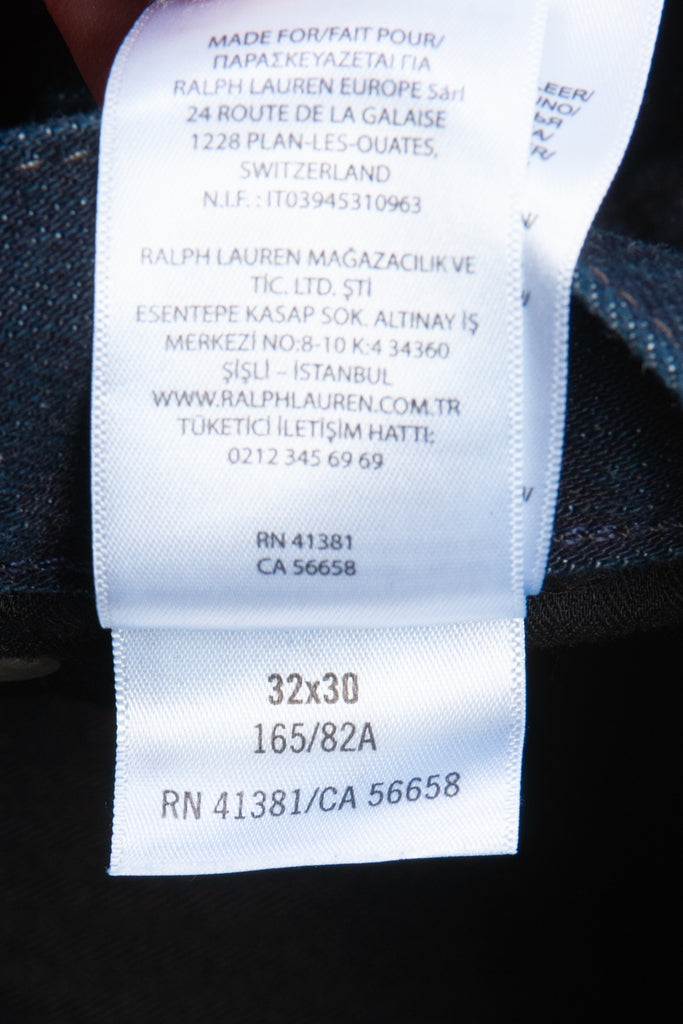 MADE FOR/FAIT POUR/
ΠΑΡΑΣΚΕΥΑΖΕΤΑΙ ΓΙΑ
RALPH LAUREN EUROPE Sárl
24 ROUTE DE LA GALAISE
1228 PLAN-LES-OUATES,
SWITZERLAND
N.I.F. : IT03945310963
RALPH LAUREN MAĞAZACILIK VE
TİC. LTD. ŞTİ
ESENTEPE KASAP SOK. ALTINAY İŞ
MERKEZİ NO:8-10 K:4 34360
ŞİŞLİ – İSTANBUL
WWW.RALPHLAUREN.COM.TR
TÜKETİCİ İLETİŞİM HATTI:
0212 345 69 69
RN 41381
CA 56658
32x30
165/82A
RN 41381/CA 56658